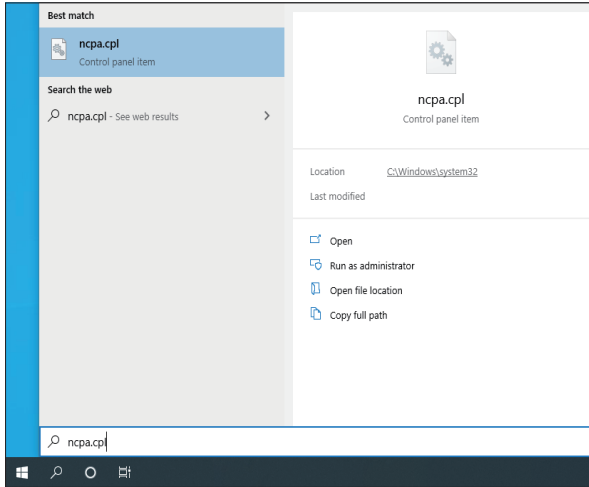 Best match
ncpa.cpl
Control panel item
Search the web
ncpa.cpl - See web results
ncpa.cpl
Control panel item
Location C:\Windows\system32
Last modified
Open
Run as administrator
Open file location
Copy full path
ncpa.cpl